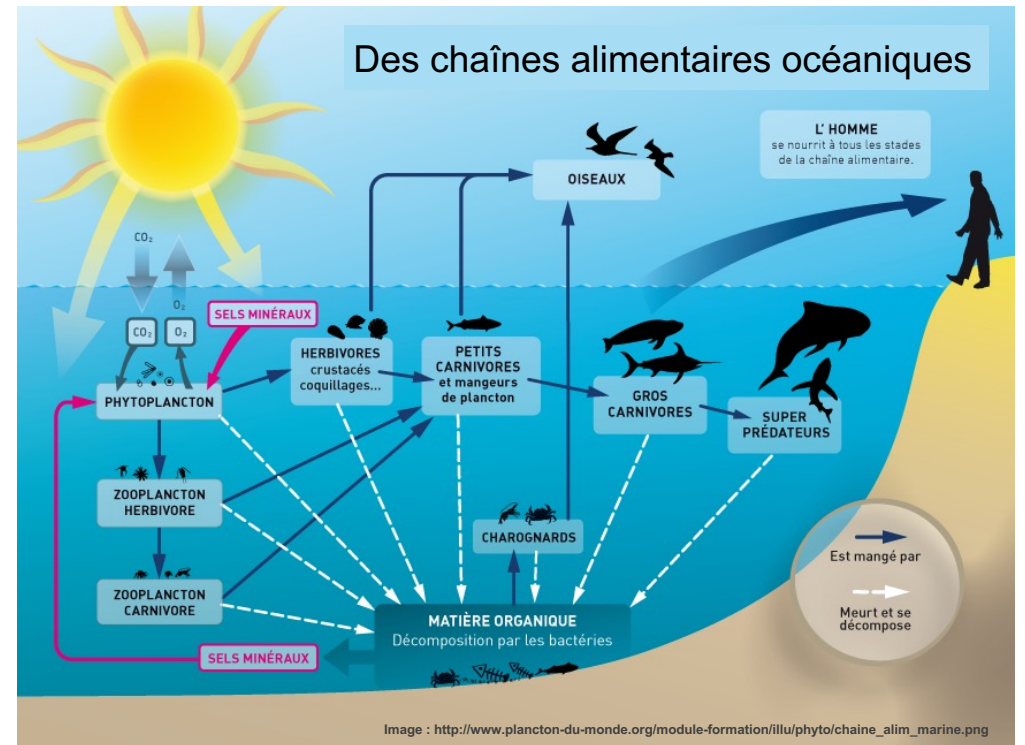 Des chaînes alimentaires océaniques
L' HOMME
se nourrit à tous les stades
de la chaîne alimentaire.
OISEAUX
CO₂
O₂
CO₂
O₂
SELS MINÉRAUX
HERBIVORES
crustacés
coquillages...
PETITS
CARNIVORES
et mangeurs
de plancton
PHYTOPLANCTON
GROS
CARNIVORES
SUPER
PRÉDATEURS
ZOOPLANCTON
HERBIVORE
CHAROGNARDS
Est mangé par
Meurt et se
décompose
ZOOPLANCTON
CARNIVORE
MATIÈRE ORGANIQUE
Décomposition par les bactéries
SELS MINÉRAUX
Image : http://www.plancton-du-monde.org/module-formation/illu/phyto/chaine_alim_marine.png